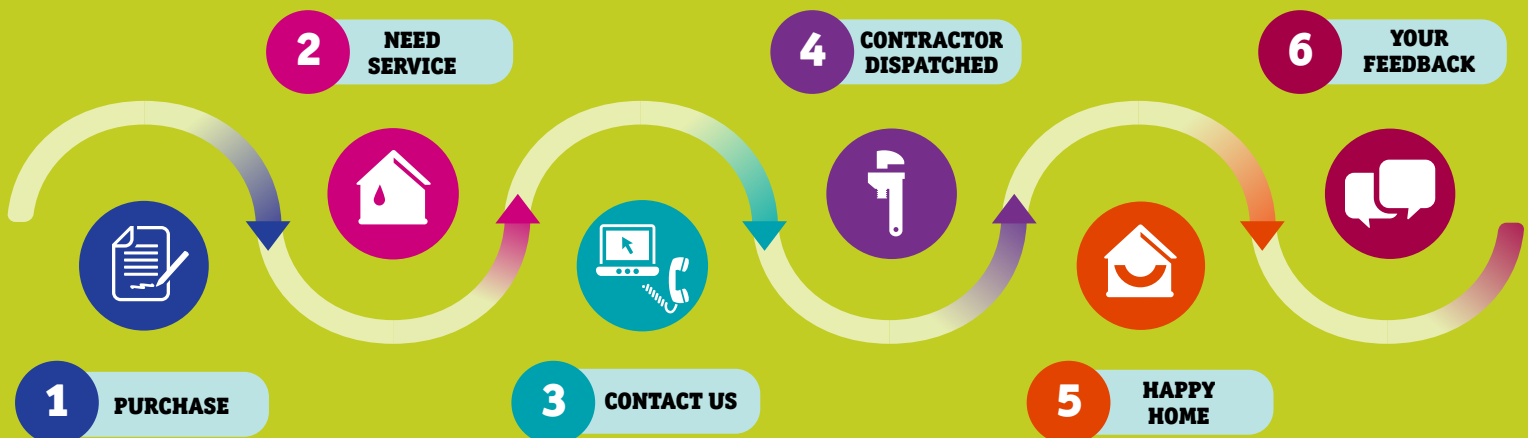 1
PURCHASE
2
NEED
SERVICE
3
CONTACT US
4
CONTRACTOR
DISPATCHED
5
HAPPY
HOME
6
YOUR
FEEDBACK